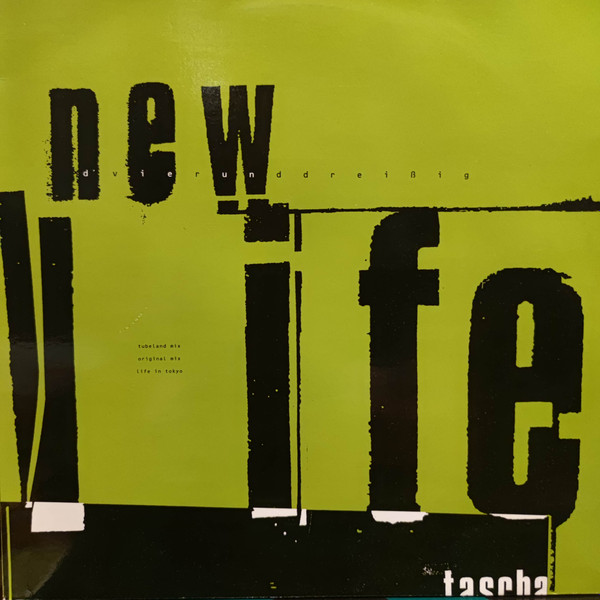 new
d'vierunddreißig
life
tubeland mix
original mix
life in tokyo
tascha